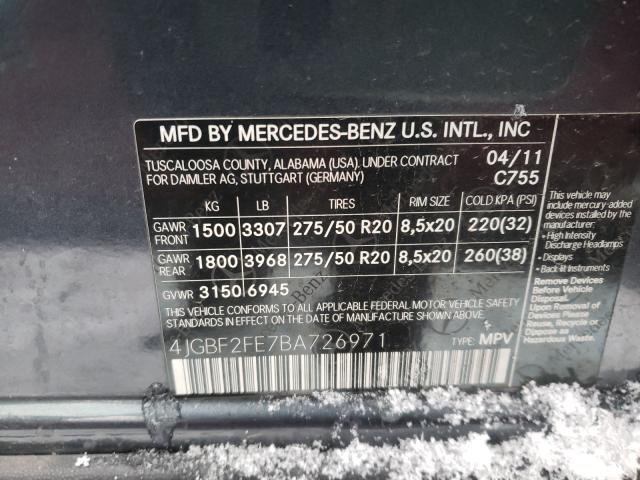 MFD BY MERCEDES-BENZ U.S. INTL., INC
TUSCALOOSA COUNTY, ALABAMA (USA). UNDER CONTRACT 04/11
FOR DAIMLER AG, STUTTGART (GERMANY) C755
KG LB TIRES RIM SIZE COLD KPA (PSI)
GAWR FRONT 1500 3307 275/50 R20 8,5x20 220(32)
GAWR REAR 1800 3968 275/50 R20 8,5x20 260(38)
GVWR 3150 6945
THIS VEHICLE CONFORMS TO ALL APPLICABLE FEDERAL MOTOR VEHICLE SAFETY
STANDARDS IN EFFECT ON THE DATE OF MANUFACTURE SHOWN ABOVE.
4JGBF2FE7BA726971 TYPE: MPV
This vehicle may
include mercury-added
devices installed by the
manufacturer:
• High Intensity
Discharge Headlamps
• Displays
• Back-lit Instruments
Remove Devices
Before Vehicle
Disposal.
Upon Removal of
Devices Please
Reuse, Recycle
or Dispose as
Hazardous Waste.